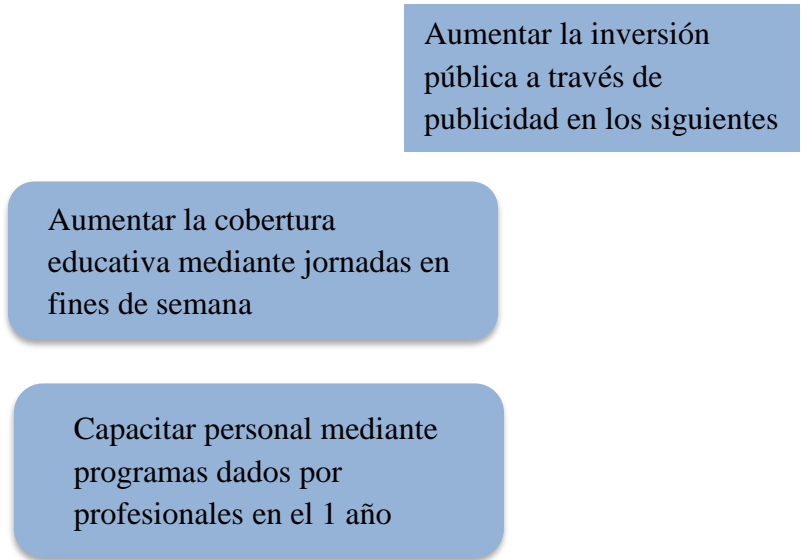 Aumentar la inversión
pública a través de
publicidad en los siguientes
Aumentar la cobertura
educativa mediante jornadas en
fines de semana
Capacitar personal mediante
programas dados por
profesionales en el 1 año